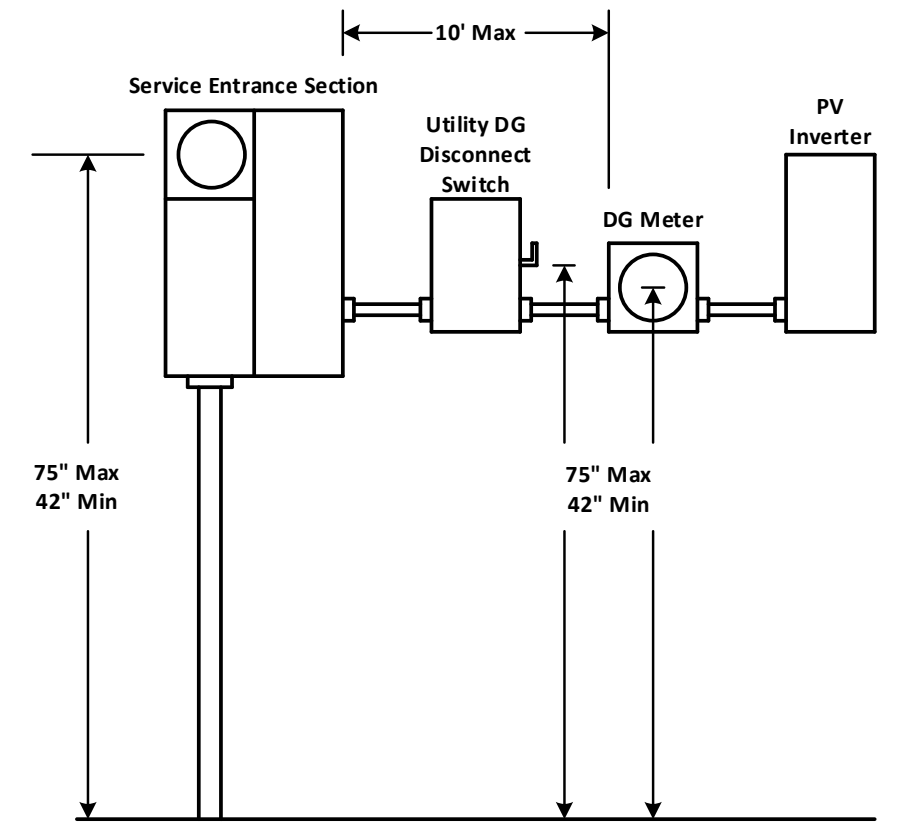 10' Max
Service Entrance Section
PV
Inverter
Utility DG
Disconnect
Switch
DG Meter
75" Max
42" Min
75" Max
42" Min